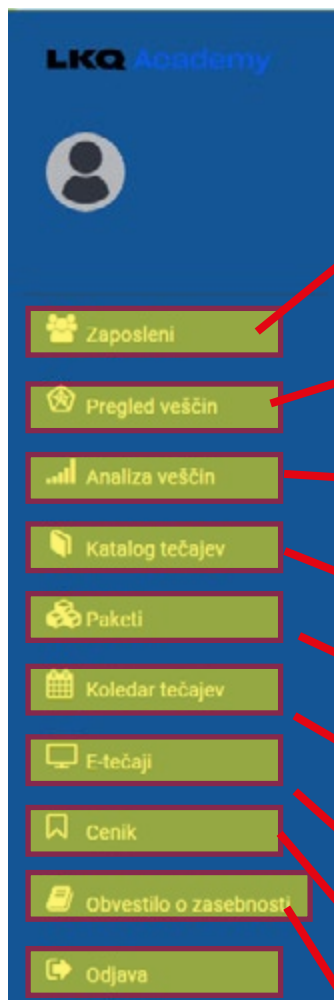 LKQ Academy
Zaposleni
Pregled veščin
Analiza veščin
Katalog tečajev
Paketi
Koledar tečajev
E-tečaji
Cenik
Obvestilo o zasebnosti
Odjava